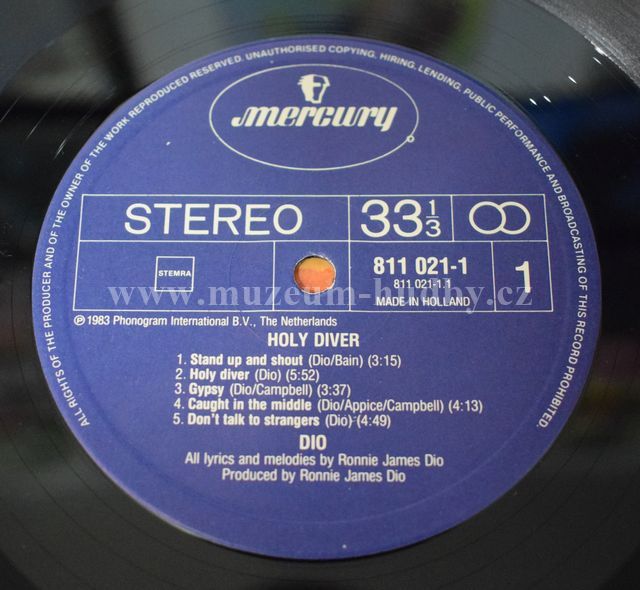 ALL RIGHTS OF THE PRODUCER AND OF THE OWNER OF THE WORK REPRODUCED RESERVED. UNAUTHORISED COPYING, HIRING, LENDING, PUBLIC PERFORMANCE AND BROADCASTING OF THIS RECORD PROHIBITED.
mercury
STEREO 33 1/3
STEMRA 811 021-1 1
811 021-1.1
MADE IN HOLLAND
www.muzeum-hudby.cz
℗ 1983 Phonogram International B.V., The Netherlands
HOLY DIVER
1. Stand up and shout (Dio/Bain) (3:15)
2. Holy diver (Dio) (5:52)
3. Gypsy (Dio/Campbell) (3:37)
4. Caught in the middle (Dio/Appice/Campbell) (4:13)
5. Don't talk to strangers (Dio) (4:49)
DIO
All lyrics and melodies by Ronnie James Dio
Produced by Ronnie James Dio